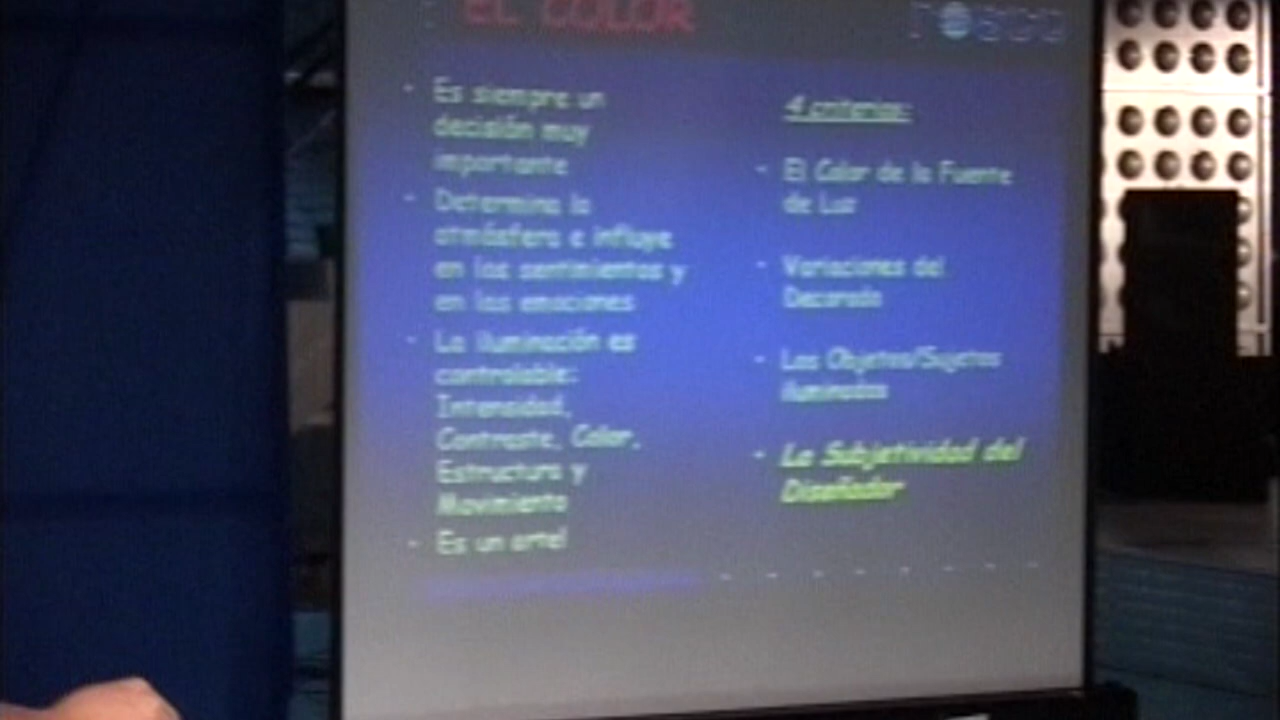 EL COLOR
rosco
• Es siempre un
decisión muy
importante
• Determina la
atmósfera e influye
en los sentimientos y
en las emociones
• La iluminación es
controlable:
Intensidad,
Contraste, Color,
Estructura y
Movimiento
• Es un arte!
4 criterios:
• El Color de la Fuente
de Luz
• Variaciones del
Decorado
• Los Objetos/Sujetos
iluminados
• La Subjetividad del
Diseñador